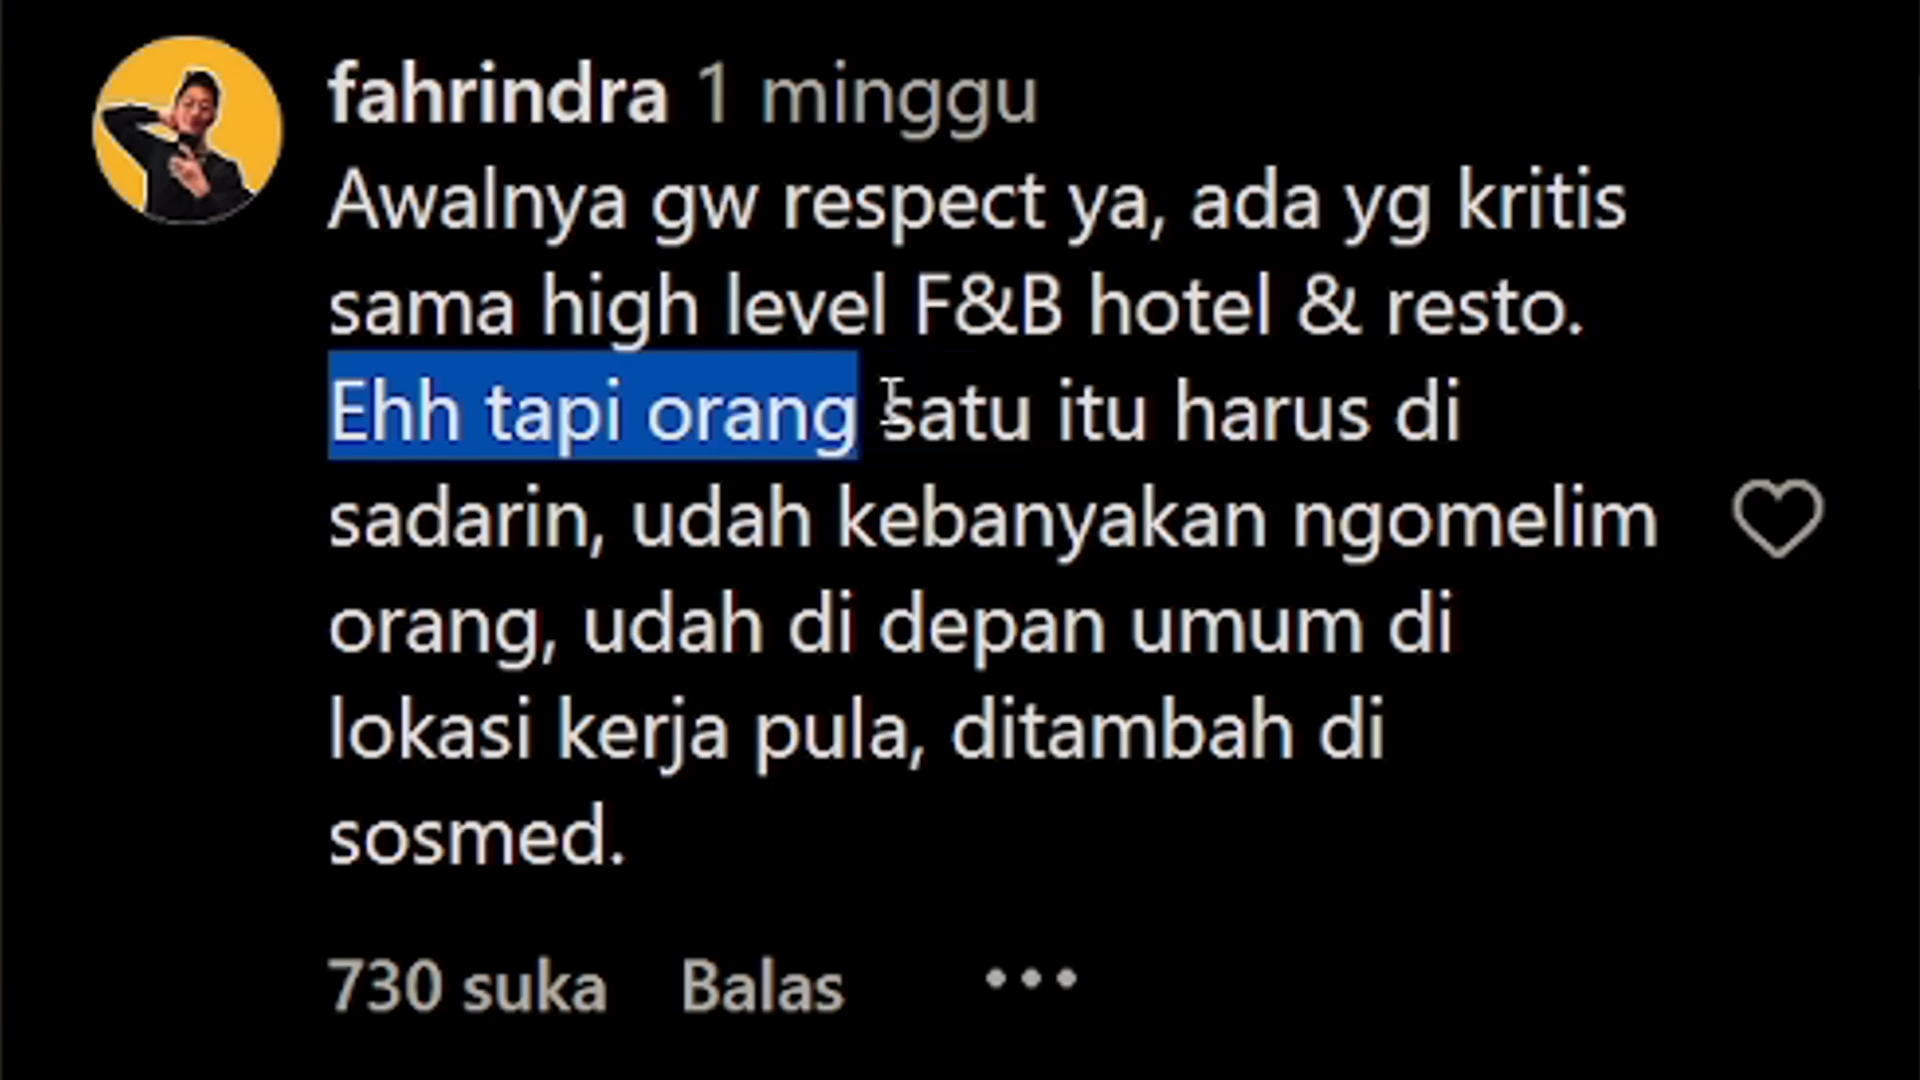 fahrindra 1 minggu
Awalnya gw respect ya, ada yg kritis
sama high level F&B hotel & resto.
Ehh tapi orang satu itu harus di
sadarin, udah kebanyakan ngomelim
orang, udah di depan umum di
lokasi kerja pula, ditambah di
sosmed.
730 suka Balas